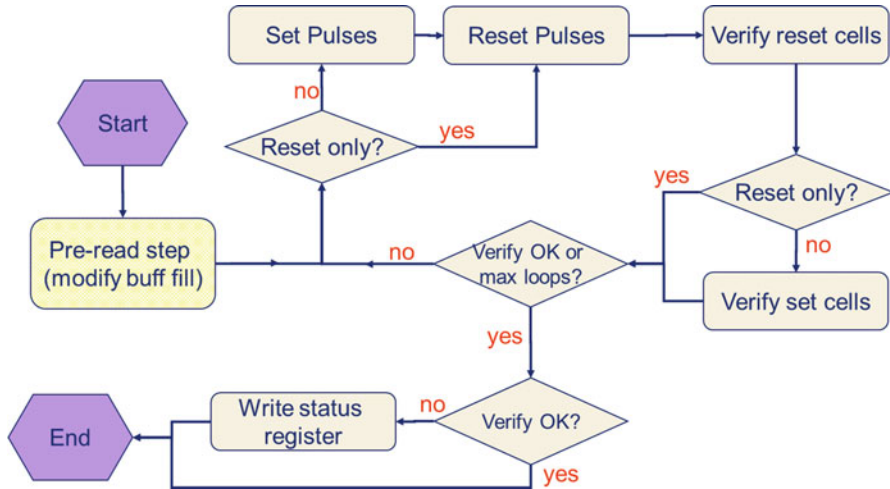 Set Pulses
Reset Pulses
Verify reset cells
Start
no
yes
Reset only?
yes
Reset only?
Pre-read step
(modify buff fill)
no
Verify OK or
max loops?
no
Verify set cells
yes
Write status
register
no
Verify OK?
End
yes